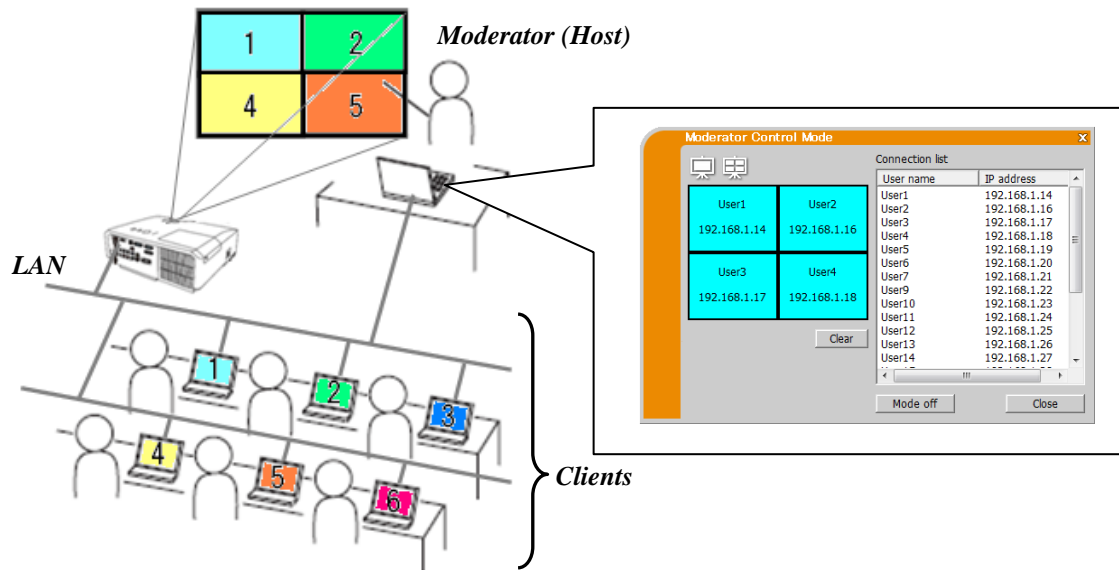 1 2
Moderator (Host)
4 5
LAN
1
2
3
4
5
6
Clients
Moderator Control Mode x
Connection list
User name IP address
User1 192.168.1.14
User2 192.168.1.16
User3 192.168.1.17
User4 192.168.1.18
User5 192.168.1.19
User6 192.168.1.20
User7 192.168.1.21
User9 192.168.1.22
User10 192.168.1.23
User11 192.168.1.24
User12 192.168.1.25
User13 192.168.1.26
User14 192.168.1.27
User1 User2
192.168.1.14 192.168.1.16
User3 User4
192.168.1.17 192.168.1.18
Clear
Mode off Close